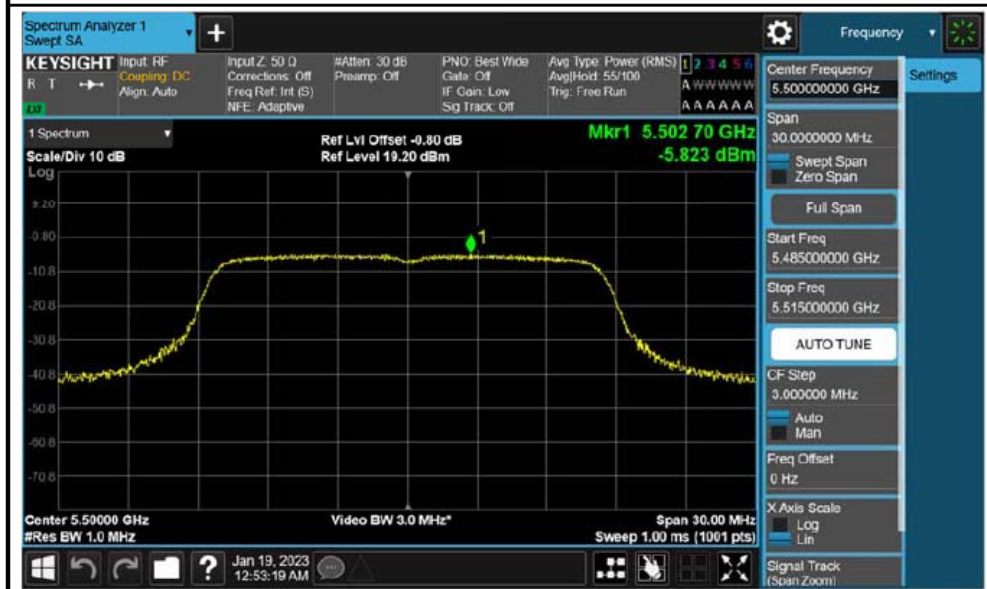 Spectrum Analyzer 1
Swept SA
+
Frequency
KEYSIGHT
R T
LXI
Input: RF
Coupling: DC
Align: Auto
Input Z: 50 Ω
Corrections: Off
Freq Ref: Int (S)
NFE: Adaptive
#Atten: 30 dB
Preamp: Off
PNO: Best Wide
Gate: Off
IF Gain: Low
Sig Track: Off
Avg Type: Power (RMS)
Avg|Hold: 55/100
Trig: Free Run
1 2 3 4 5 6
A W W W W W
A A A A A A
Center Frequency
5.500000000 GHz
Settings
1 Spectrum
Scale/Div 10 dB
Log
Ref Lvl Offset -0.80 dB
Ref Level 19.20 dBm
Mkr1 5.502 70 GHz
-5.823 dBm
Span
30.0000000 MHz
Swept Span
Zero Span
Full Span
Start Freq
5.485000000 GHz
Stop Freq
5.515000000 GHz
AUTO TUNE
CF Step
3.000000 MHz
Auto
Man
Freq Offset
0 Hz
X Axis Scale
Log
Lin
Signal Track
(Span Zoom)
9.20
-0.80
1
-10.8
-20.8
-30.8
-40.8
-50.8
-60.8
-70.8
Center 5.50000 GHz
#Res BW 1.0 MHz
Video BW 3.0 MHz*
Span 30.00 MHz
Sweep 1.00 ms (1001 pts)
?
Jan 19, 2023
12:53:19 AM